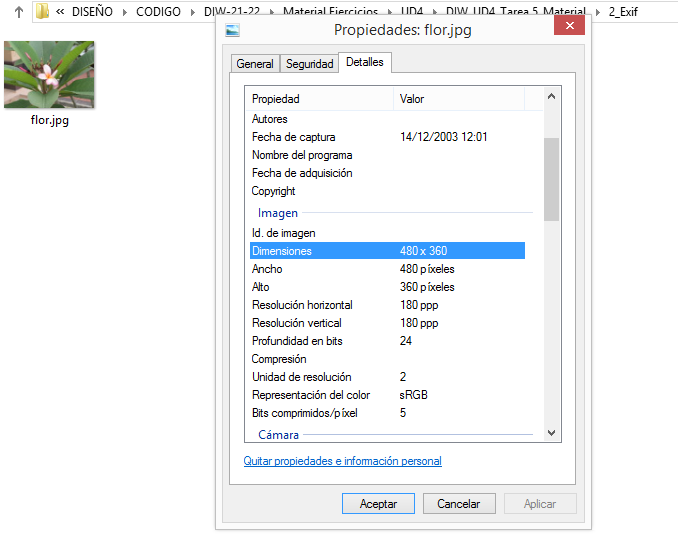 « DISEÑO CODIGO DIW-21-22 Material Ejercicios UD4 DIW_UD4_Tarea 5_Material 2_Exif
flor.jpg
Propiedades: flor.jpg
General Seguridad Detalles
Propiedad Valor
Autores
Fecha de captura 14/12/2003 12:01
Nombre del programa
Fecha de adquisición
Copyright
Imagen
Id. de imagen
Dimensiones 480 x 360
Ancho 480 píxeles
Alto 360 píxeles
Resolución horizontal 180 ppp
Resolución vertical 180 ppp
Profundidad en bits 24
Compresión
Unidad de resolución 2
Representación del color sRGB
Bits comprimidos/píxel 5
Cámara
Quitar propiedades e información personal
Aceptar Cancelar Aplicar